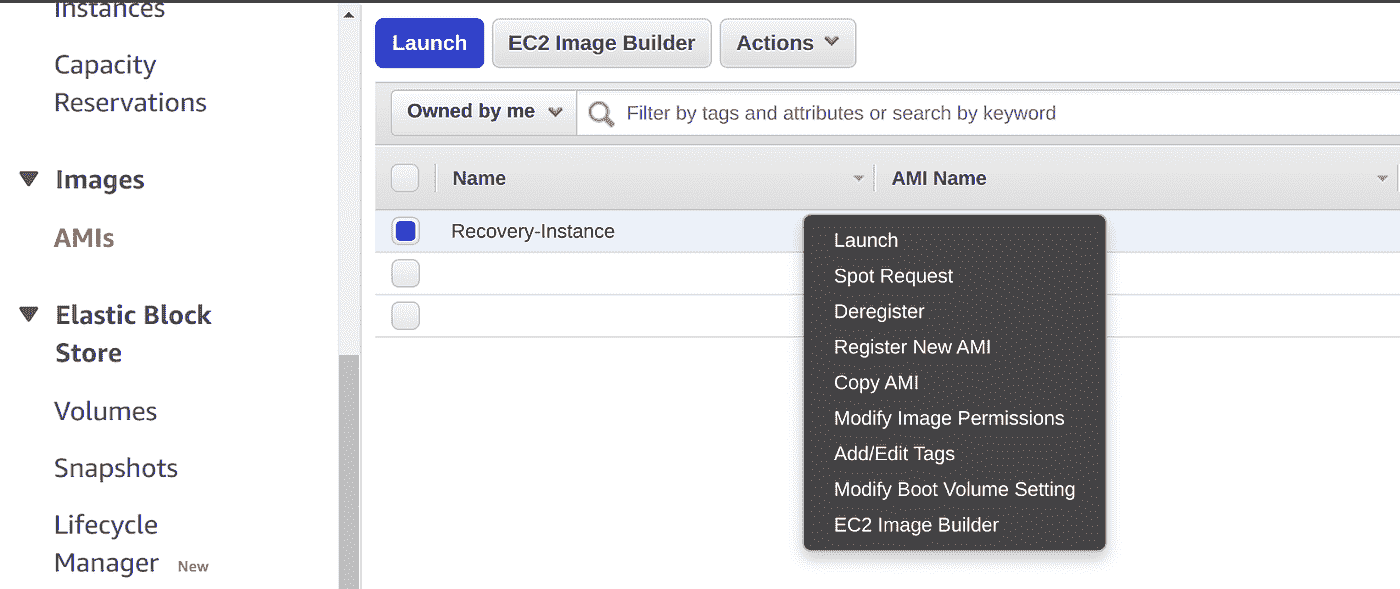 Instances
Capacity
Reservations
Images
AMIs
Elastic Block
Store
Volumes
Snapshots
Lifecycle
Manager New
Launch EC2 Image Builder Actions
Owned by me Filter by tags and attributes or search by keyword
Name AMI Name
Recovery-Instance
Launch
Spot Request
Deregister
Register New AMI
Copy AMI
Modify Image Permissions
Add/Edit Tags
Modify Boot Volume Setting
EC2 Image Builder